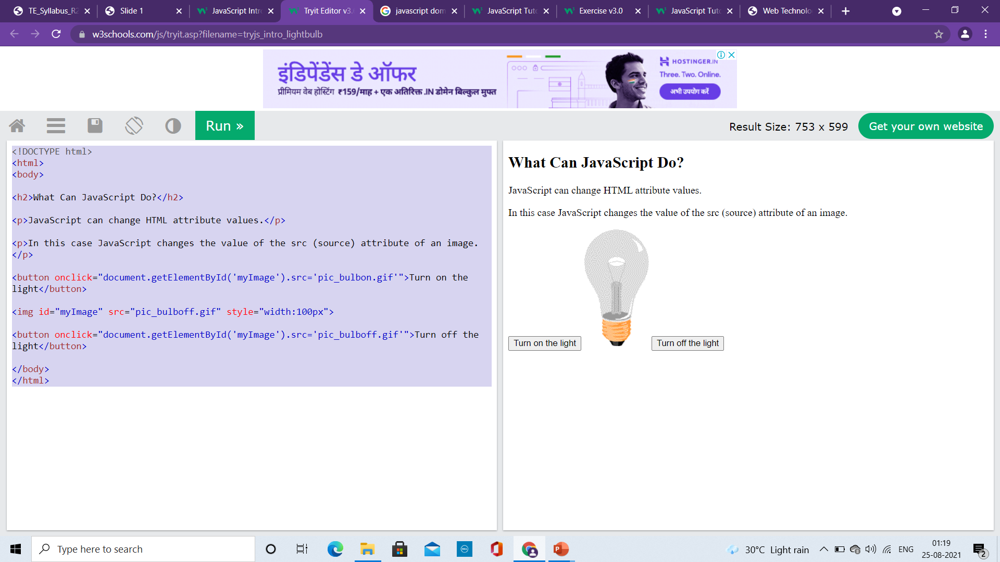 TE_Syllabus_R2
Slide 1
JavaScript Intr
Tryit Editor v3.
javascript dom
JavaScript Tut
Exercise v3.0
JavaScript Tut
Web Technolo
w3schools.com/js/tryit.asp?filename=tryjs_intro_lightbulb
इंडिपेंडेंस डे ऑफर
प्रीमियम वेब होस्टिंग ₹159/माह + एक अतिरिक्त .IN डोमेन बिल्कुल मुफ्त
HOSTINGER.IN
Three. Two. Online.
अभी उपयोग करें
Run »
Result Size: 753 x 599
Get your own website
<!DOCTYPE html>
<html>
<body>
<h2>What Can JavaScript Do?</h2>
<p>JavaScript can change HTML attribute values.</p>
<p>In this case JavaScript changes the value of the src (source) attribute of an image.
</p>
<button onclick="document.getElementById('myImage').src='pic_bulbon.gif'">Turn on the
light</button>
<img id="myImage" src="pic_bulboff.gif" style="width:100px">
<button onclick="document.getElementById('myImage').src='pic_bulboff.gif'">Turn off the
light</button>
</body>
</html>
What Can JavaScript Do?
JavaScript can change HTML attribute values.
In this case JavaScript changes the value of the src (source) attribute of an image.
Turn on the light
Turn off the light
Type here to search
DELL
P
30°C Light rain
ENG
01:19
25-08-2021
2